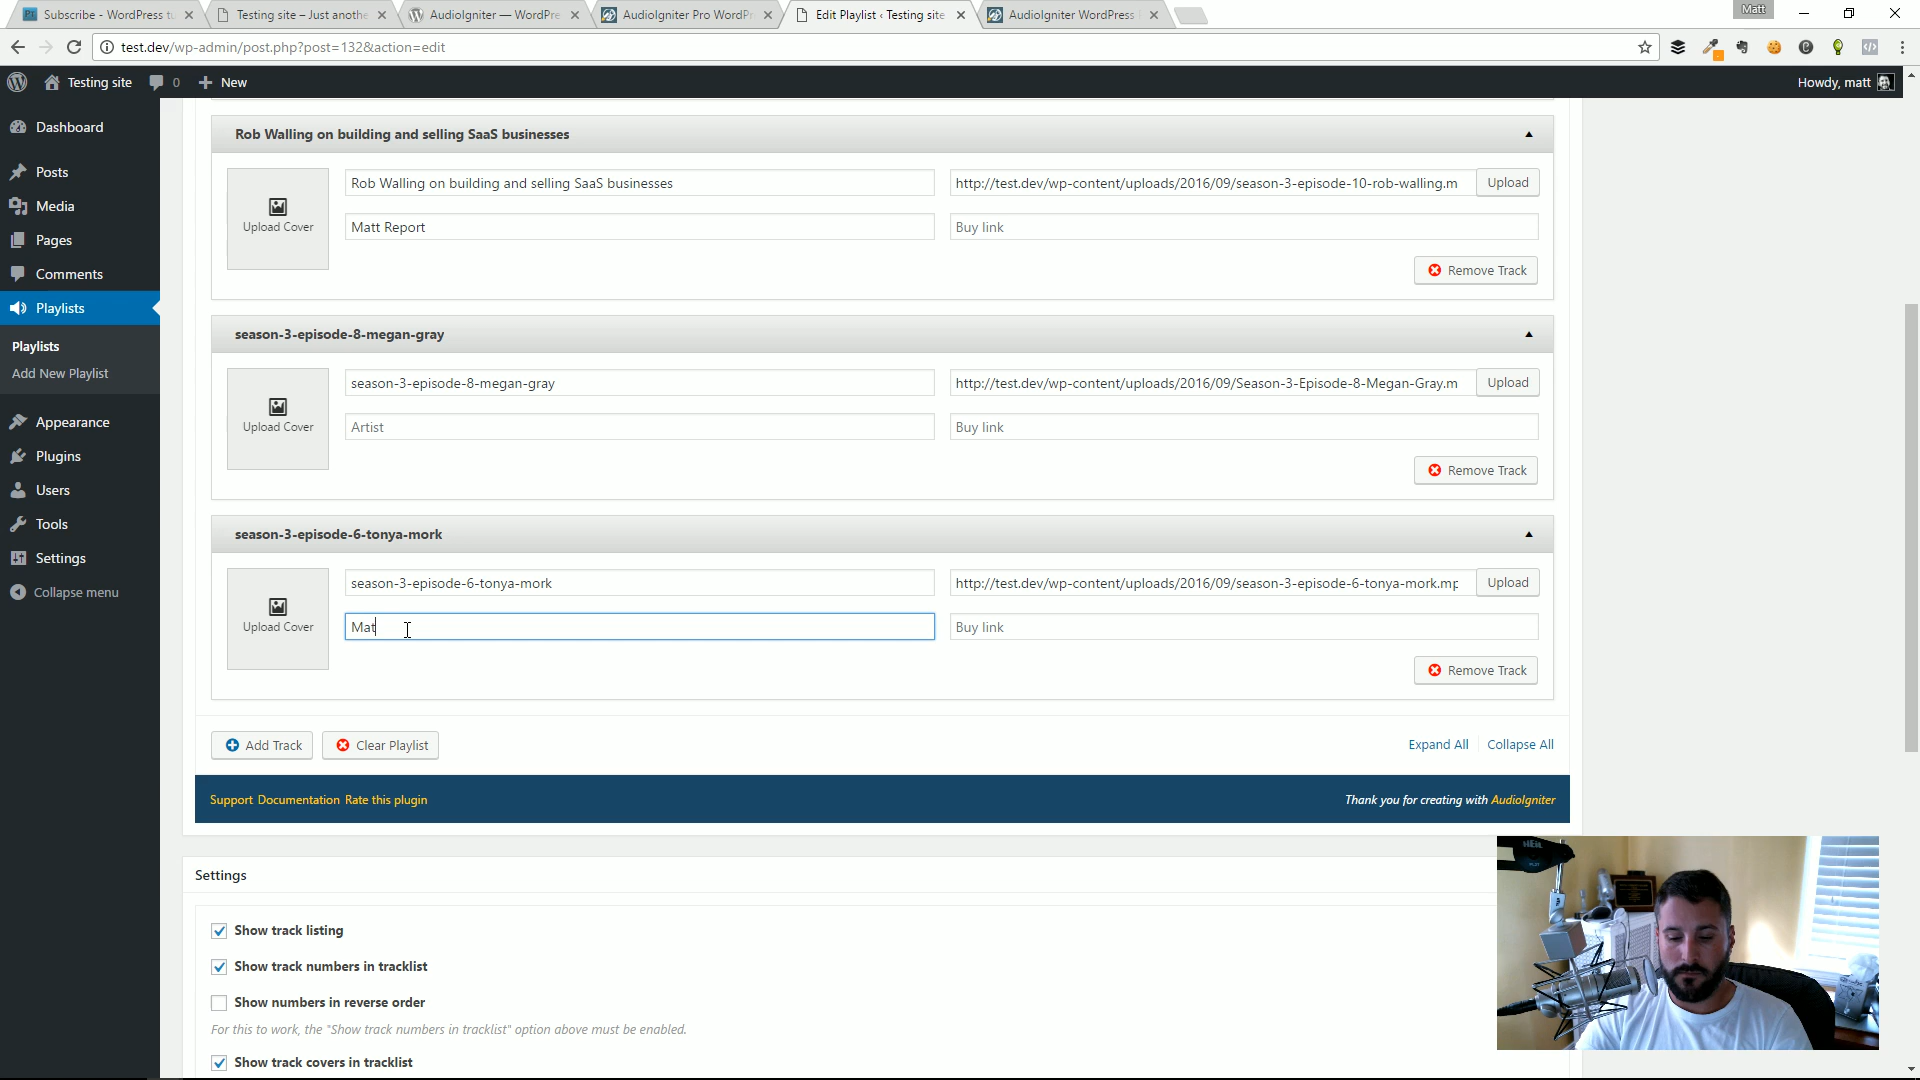 Subscribe - WordPress tu
Testing site – Just anothe
AudioIgniter — WordPre
AudioIgniter Pro WordP
Edit Playlist ‹ Testing site
AudioIgniter WordPress
Matt
test.dev/wp-admin/post.php?post=132&action=edit
Testing site
0
New
Howdy, matt
Dashboard
Posts
Media
Pages
Comments
Playlists
Playlists
Add New Playlist
Appearance
Plugins
Users
Tools
Settings
Collapse menu
Rob Walling on building and selling SaaS businesses
Upload Cover
Rob Walling on building and selling SaaS businesses
http://test.dev/wp-content/uploads/2016/09/season-3-episode-10-rob-walling.m
Upload
Matt Report
Buy link
Remove Track
season-3-episode-8-megan-gray
Upload Cover
season-3-episode-8-megan-gray
http://test.dev/wp-content/uploads/2016/09/Season-3-Episode-8-Megan-Gray.m
Upload
Artist
Buy link
Remove Track
season-3-episode-6-tonya-mork
Upload Cover
season-3-episode-6-tonya-mork
http://test.dev/wp-content/uploads/2016/09/season-3-episode-6-tonya-mork.mp
Upload
Mat
Buy link
Remove Track
Add Track
Clear Playlist
Expand All
Collapse All
Support Documentation Rate this plugin
Thank you for creating with AudioIgniter
Settings
Show track listing
Show track numbers in tracklist
Show numbers in reverse order
For this to work, the "Show track numbers in tracklist" option above must be enabled.
Show track covers in tracklist
HEIL